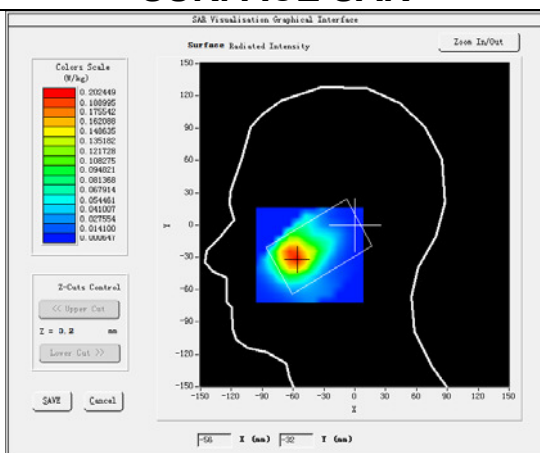 SURFACE SAR
SAR Visualisation Graphical Interface
Surface Radiated Intensity
Zoom In/Out
Colors Scale
(W/kg)
0.202449
0.188995
0.175542
0.162088
0.148635
0.135182
0.121728
0.108275
0.094821
0.081368
0.067914
0.054461
0.041007
0.027554
0.014100
0.000647
Z-Cuts Control
<< Upper Cut
Z = 3.2 mm
Lower Cut >>
SAVE Cancel
150
120
90
60
30
Y 0
-30
-60
-90
-120
-150
-150 -120 -90 -60 -30 0 30 60 90 120 150
X
-56 X (mm) -32 Y (mm)